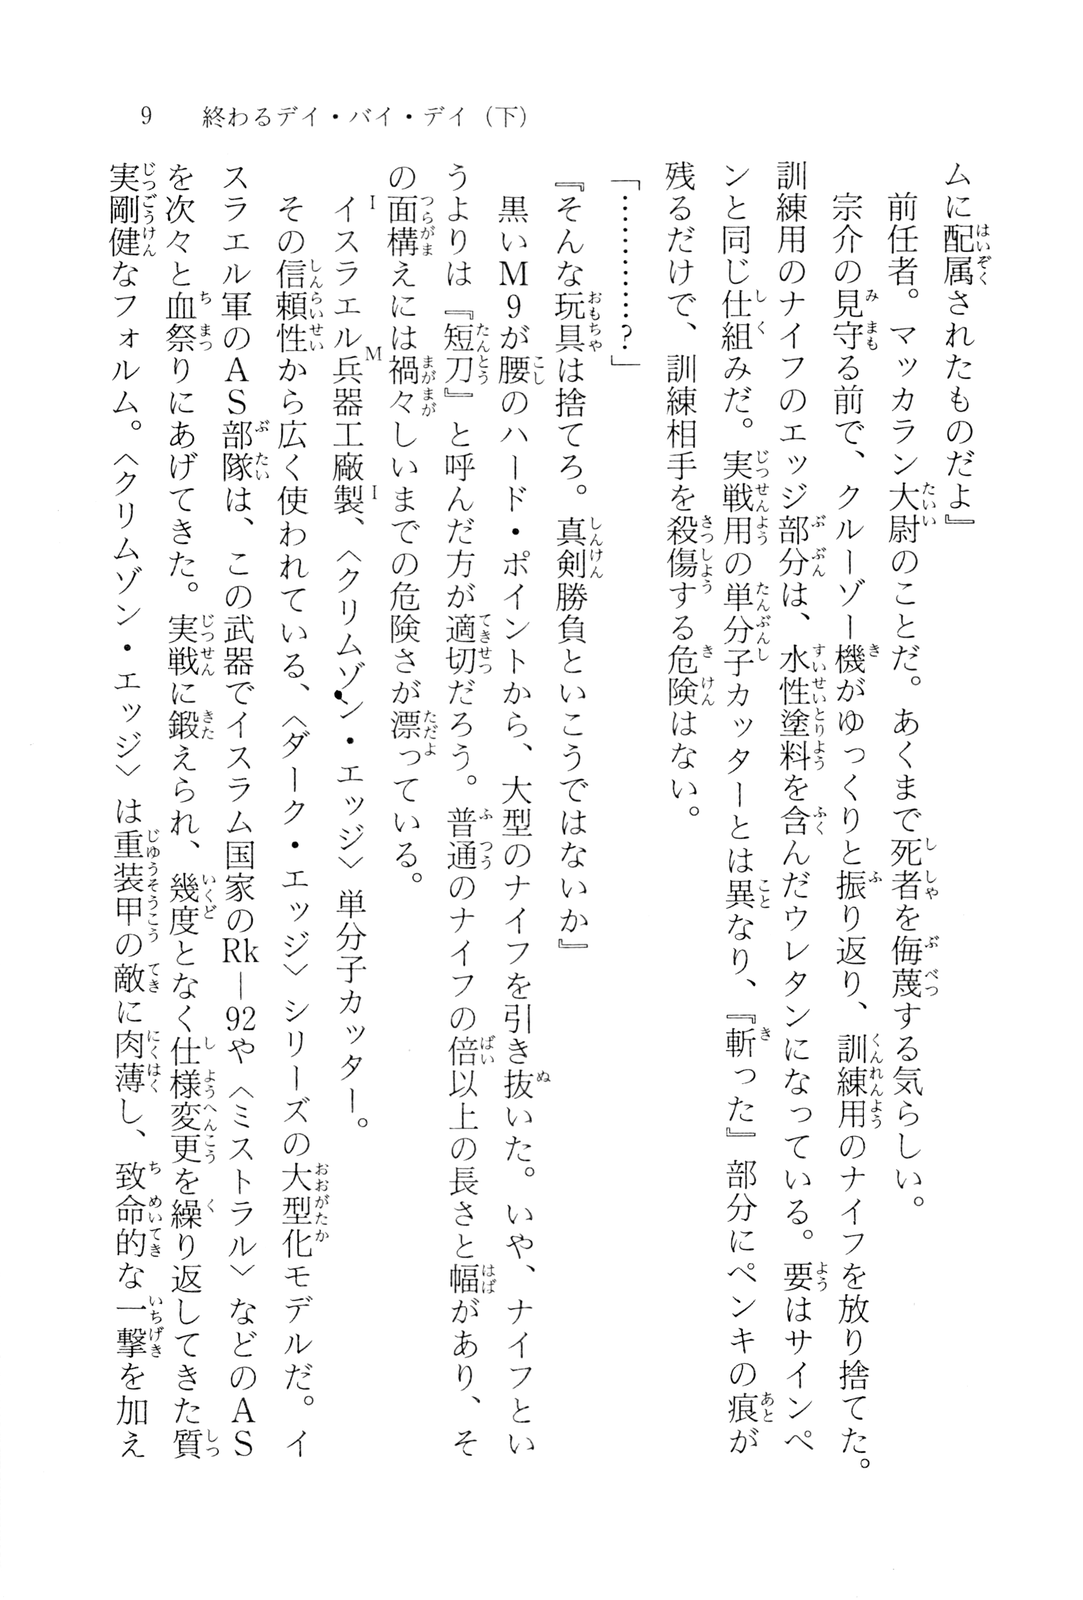 9　終わるデイ・バイ・デイ（下）
ムに配属されたものだよ』
　前任者。マッカラン大尉のことだ。あくまで死者を侮蔑する気らしい。
　宗介の見守る前で、クルーゾー機がゆっくりと振り返り、訓練用のナイフを放り捨てた。
訓練用のナイフのエッジ部分は、水性塗料を含んだウレタンになっている。要はサインペ
ンと同じ仕組みだ。実戦用の単分子カッターとは異なり、『斬った』部分にペンキの痕が
残るだけで、訓練相手を殺傷する危険はない。
「…………？」
『そんな玩具は捨てろ。真剣勝負といこうではないか』
　黒いM9が腰のハード・ポイントから、大型のナイフを引き抜いた。いや、ナイフとい
うよりは『短刀』と呼んだ方が適切だろう。普通のナイフの倍以上の長さと幅があり、そ
の面構えには禍々しいまでの危険さが漂っている。
　イスラエル兵器工廠製、〈クリムゾン・エッジ〉単分子カッター。
　その信頼性から広く使われている、〈ダーク・エッジ〉シリーズの大型化モデルだ。イ
スラエル軍のAS部隊は、この武器でイスラム国家のRk―92や〈ミストラル〉などのAS
を次々と血祭りにあげてきた。実戦に鍛えられ、幾度となく仕様変更を繰り返してきた質
実剛健なフォルム。〈クリムゾン・エッジ〉は重装甲の敵に肉薄し、致命的な一撃を加え